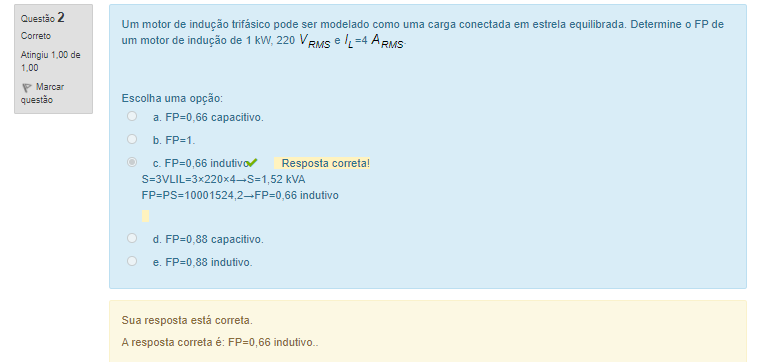 Questão 2
Correto
Atingiu 1,00 de
1,00
Marcar
questão
Um motor de indução trifásico pode ser modelado como uma carga conectada em estrela equilibrada. Determine o FP de
um motor de indução de 1 kW, 220 V RMS e I L=4 A RMS.
Escolha uma opção:
a. FP=0,66 capacitivo.
b. FP=1.
c. FP=0,66 indutivo Resposta correta!
S=3VLIL=3×220×4→S=1,52 kVA
FP=PS=10001524,2→FP=0,66 indutivo
d. FP=0,88 capacitivo.
e. FP=0,88 indutivo.
Sua resposta está correta.
A resposta correta é: FP=0,66 indutivo..